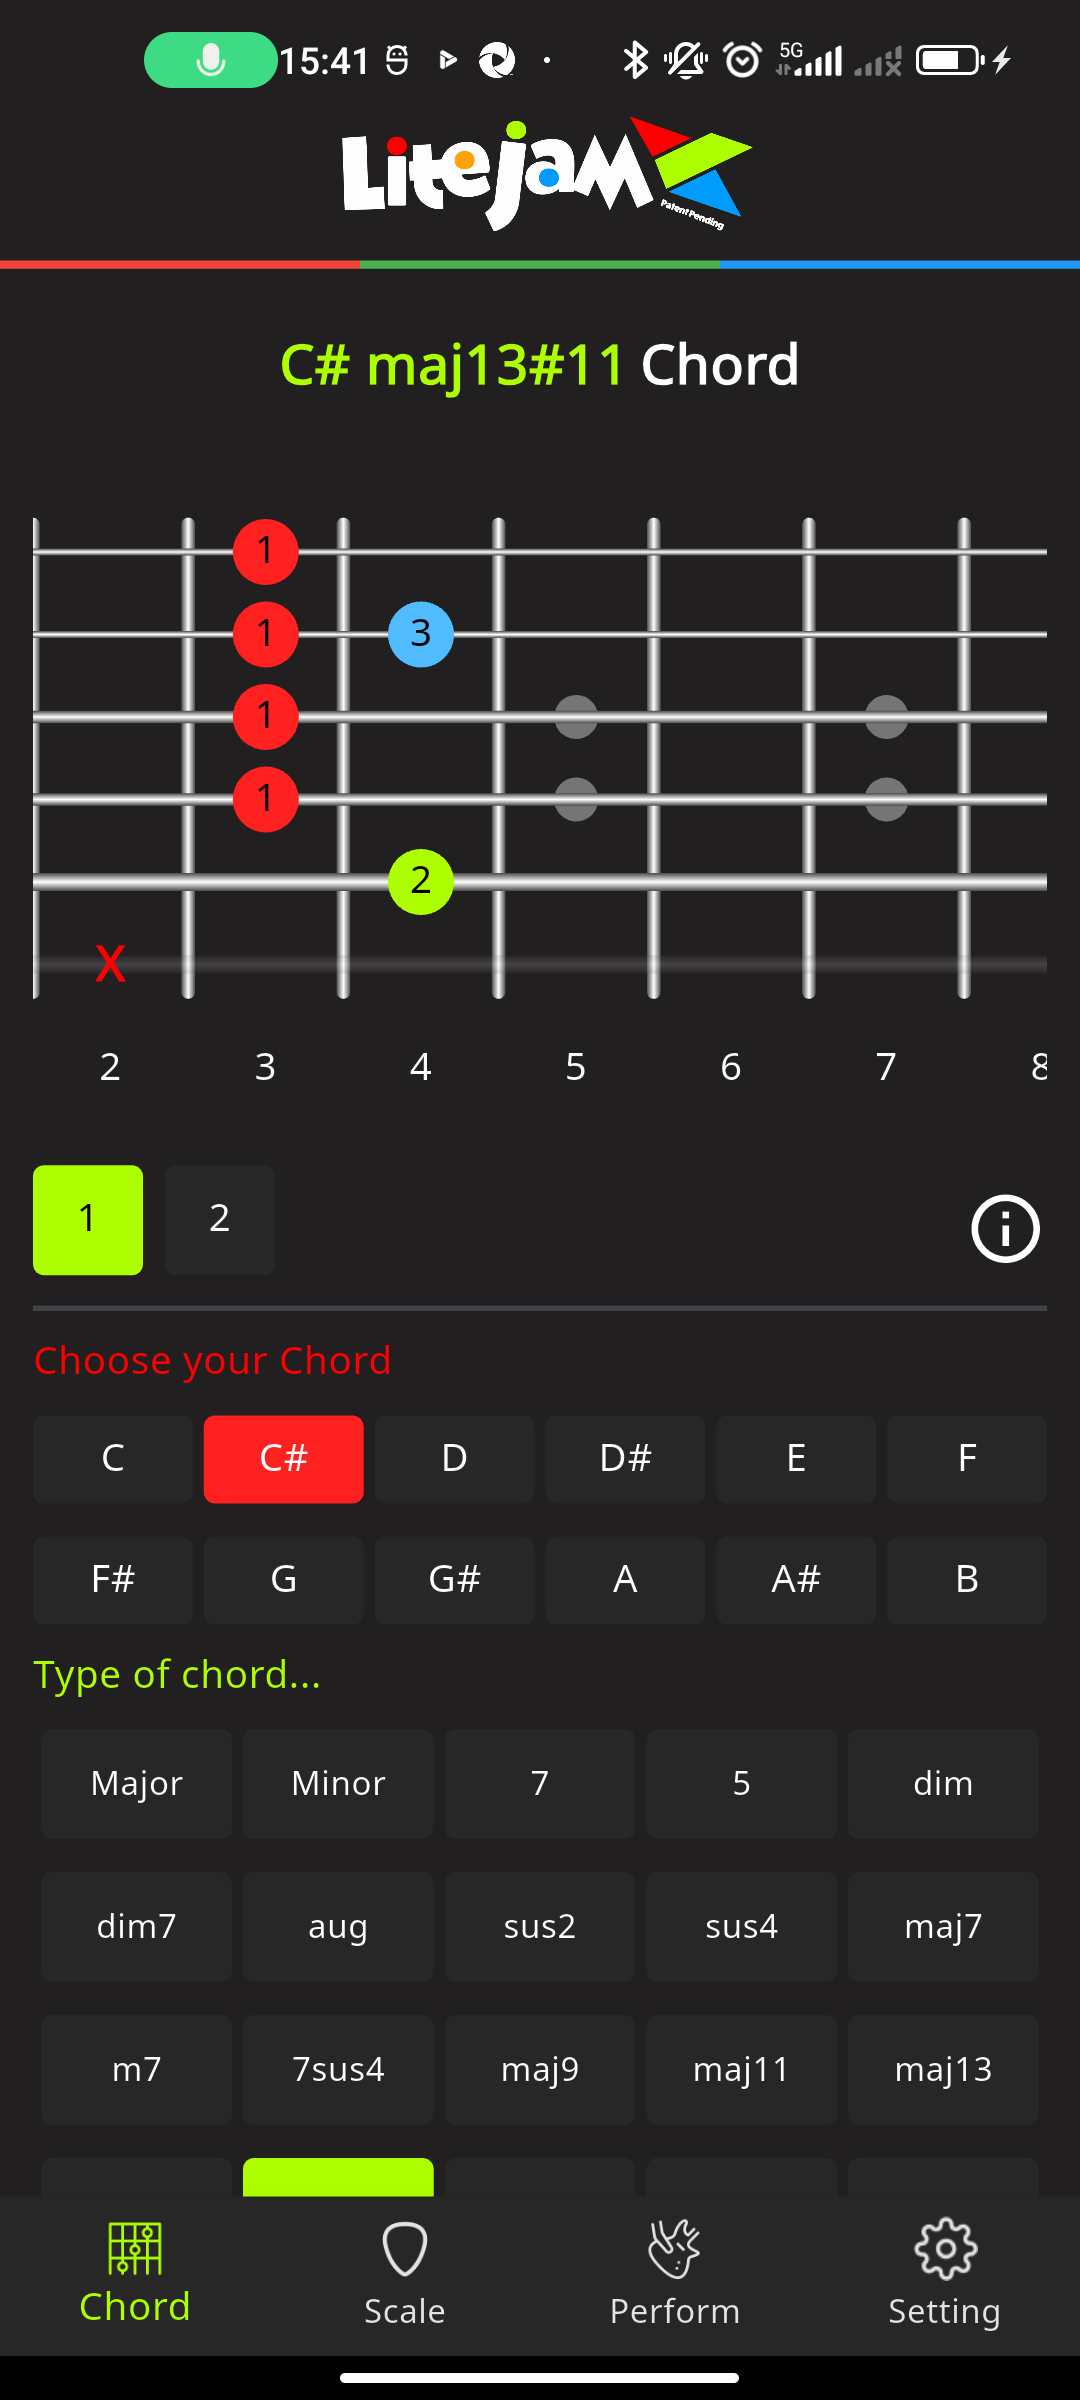 15:41
5G
Litejam
Patent Pending
C# maj13#11 Chord
1
1 3
1
1
2
X
2 3 4 5 6 7 8
1 2
Choose your Chord
C C# D D# E F
F# G G# A A# B
Type of chord...
Major Minor 7 5 dim
dim7 aug sus2 sus4 maj7
m7 7sus4 maj9 maj11 maj13
Chord Scale Perform Setting